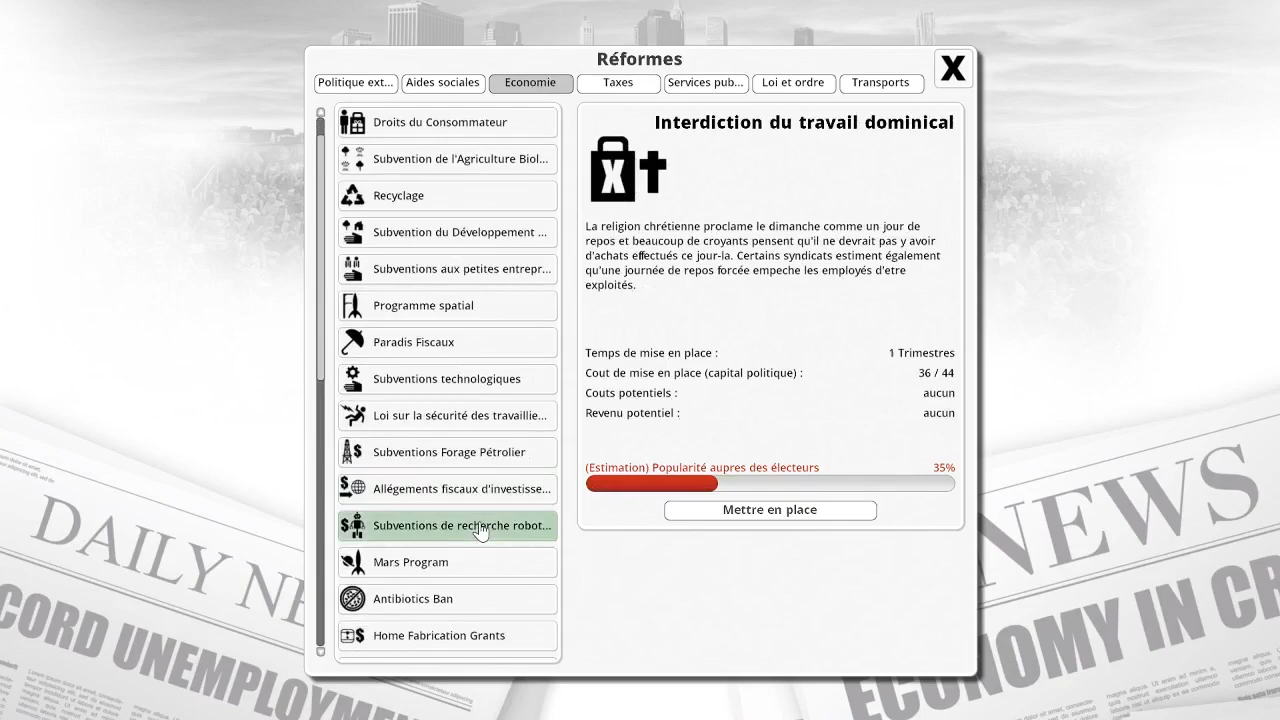 Réformes
X
Politique ext...
Aides sociales
Economie
Taxes
Services pub...
Loi et ordre
Transports
Droits du Consommateur
Subvention de l'Agriculture Biol...
Recyclage
Subvention du Développement ...
Subventions aux petites entrepr...
Programme spatial
Paradis Fiscaux
Subventions technologiques
Loi sur la sécurité des travaillie...
Subventions Forage Pétrolier
Allégements fiscaux d'investisse...
Subventions de recherche robot...
Mars Program
Antibiotics Ban
Home Fabrication Grants
Interdiction du travail dominical
La religion chrétienne proclame le dimanche comme un jour de
repos et beaucoup de croyants pensent qu'il ne devrait pas y avoir
d'achats effectués ce jour-la. Certains syndicats estiment également
qu'une journée de repos forcée empeche les employés d'etre
exploités.
Temps de mise en place : 1 Trimestres
Cout de mise en place (capital politique) : 36 / 44
Couts potentiels : aucun
Revenu potentiel : aucun
(Estimation) Popularité aupres des électeurs 35%
Mettre en place
DAILY NE
CORD UNEMPLOYM
NEWS
ECONOMY IN CR